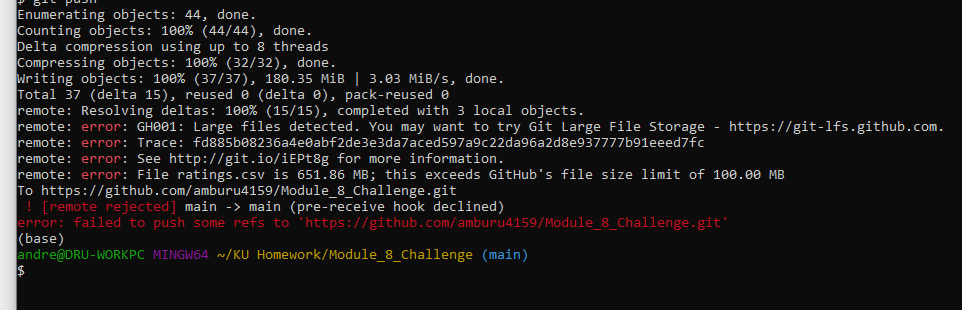 $ git push
Enumerating objects: 44, done.
Counting objects: 100% (44/44), done.
Delta compression using up to 8 threads
Compressing objects: 100% (32/32), done.
Writing objects: 100% (37/37), 180.35 MiB | 3.03 MiB/s, done.
Total 37 (delta 15), reused 0 (delta 0), pack-reused 0
remote: Resolving deltas: 100% (15/15), completed with 3 local objects.
remote: error: GH001: Large files detected. You may want to try Git Large File Storage - https://git-lfs.github.com.
remote: error: Trace: fd885b08236a4e0abf2de3e3da7aced597a9c22da96a2d8e937777b91eeed7fc
remote: error: See http://git.io/iEPt8g for more information.
remote: error: File ratings.csv is 651.86 MB; this exceeds GitHub's file size limit of 100.00 MB
To https://github.com/amburu4159/Module_8_Challenge.git
 ! [remote rejected] main -> main (pre-receive hook declined)
error: failed to push some refs to 'https://github.com/amburu4159/Module_8_Challenge.git'
(base)
andre@DRU-WORKPC MINGW64 ~/KU Homework/Module_8_Challenge (main)
$